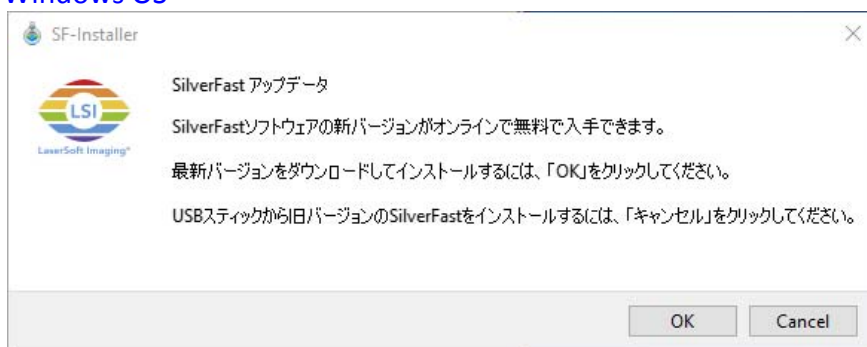 Windows OS
SF-Installer
LSI
LaserSoft Imaging®
SilverFast アップデータ
SilverFastソフトウェアの新バージョンがオンラインで無料で入手できます。
最新バージョンをダウンロードしてインストールするには、「OK」をクリックしてください。
USBスティックから旧バージョンのSilverFastをインストールするには、「キャンセル」をクリックしてください。
OK
Cancel